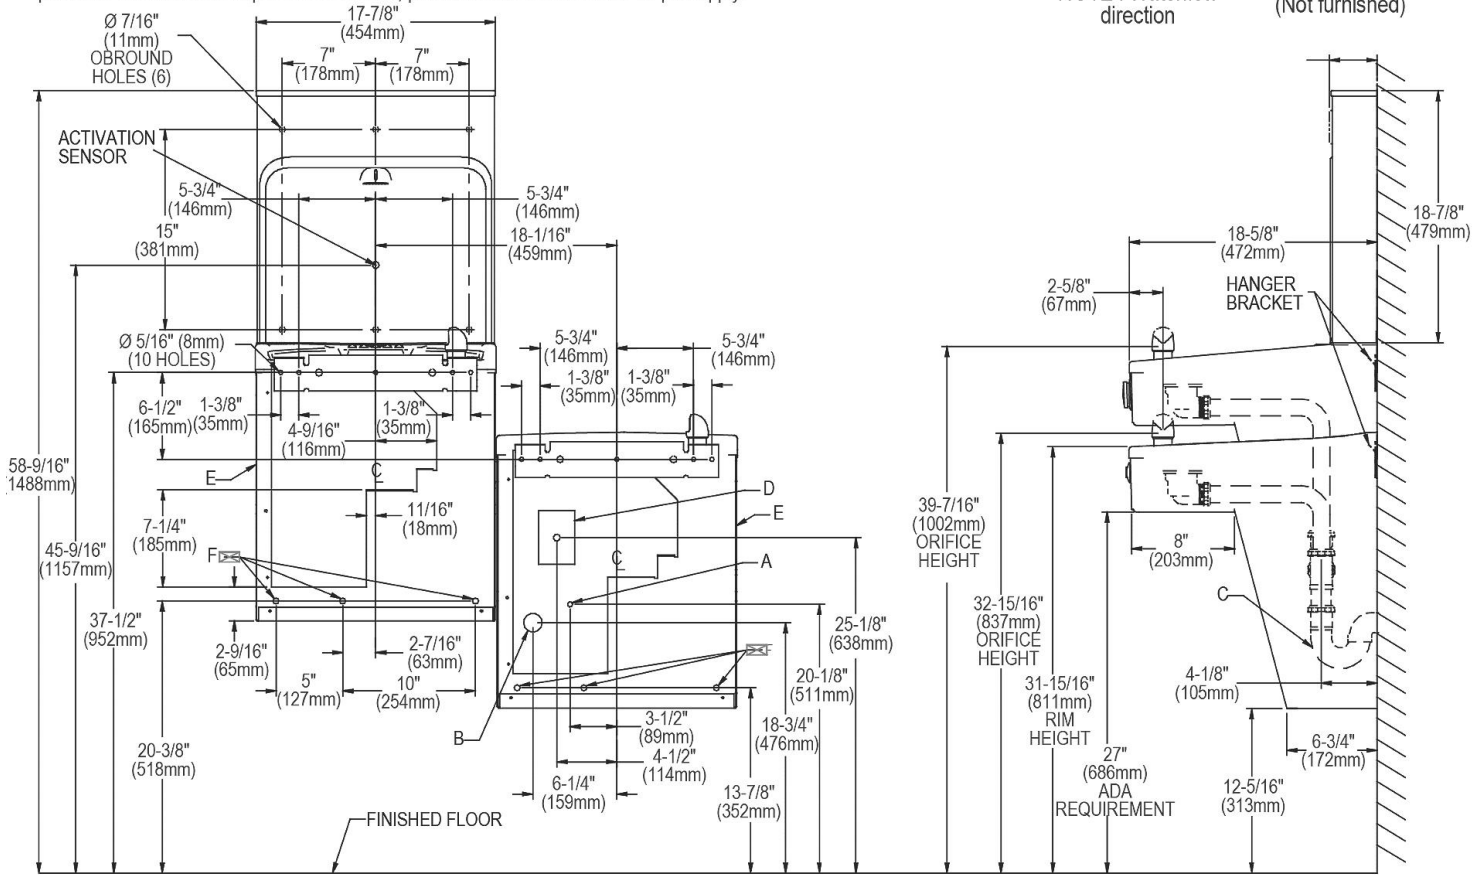 direction
(Not furnished)
17-7/8"
(454mm)
Ø 7/16"
(11mm)
OBROUND
HOLES (6)
7"
(178mm)
7"
(178mm)
ACTIVATION
SENSOR
5-3/4"
(146mm)
5-3/4"
(146mm)
15"
(381mm)
18-1/16"
(459mm)
18-7/8"
(479mm)
18-5/8"
(472mm)
2-5/8"
(67mm)
HANGER
BRACKET
Ø 5/16" (8mm)
(10 HOLES)
5-3/4"
(146mm)
5-3/4"
(146mm)
1-3/8"
(35mm)
1-3/8"
(35mm)
6-1/2"
(165mm)
1-3/8"
(35mm)
1-3/8"
(35mm)
4-9/16"
(116mm)
58-9/16"
(1488mm)
E
C
L
11/16"
(18mm)
D
E
7-1/4"
(185mm)
45-9/16"
(1157mm)
F
C
L
A
39-7/16"
(1002mm)
ORIFICE
HEIGHT
8"
(203mm)
37-1/2"
(952mm)
32-15/16"
(837mm)
ORIFICE
HEIGHT
C
25-1/8"
(638mm)
2-9/16"
(65mm)
2-7/16"
(63mm)
5"
(127mm)
10"
(254mm)
20-1/8"
(511mm)
31-15/16"
(811mm)
RIM
HEIGHT
4-1/8"
(105mm)
B
3-1/2"
(89mm)
18-3/4"
(476mm)
20-3/8"
(518mm)
4-1/2"
(114mm)
6-1/4"
(159mm)
13-7/8"
(352mm)
27"
(686mm)
ADA
REQUIREMENT
6-3/4"
(172mm)
12-5/16"
(313mm)
FINISHED FLOOR